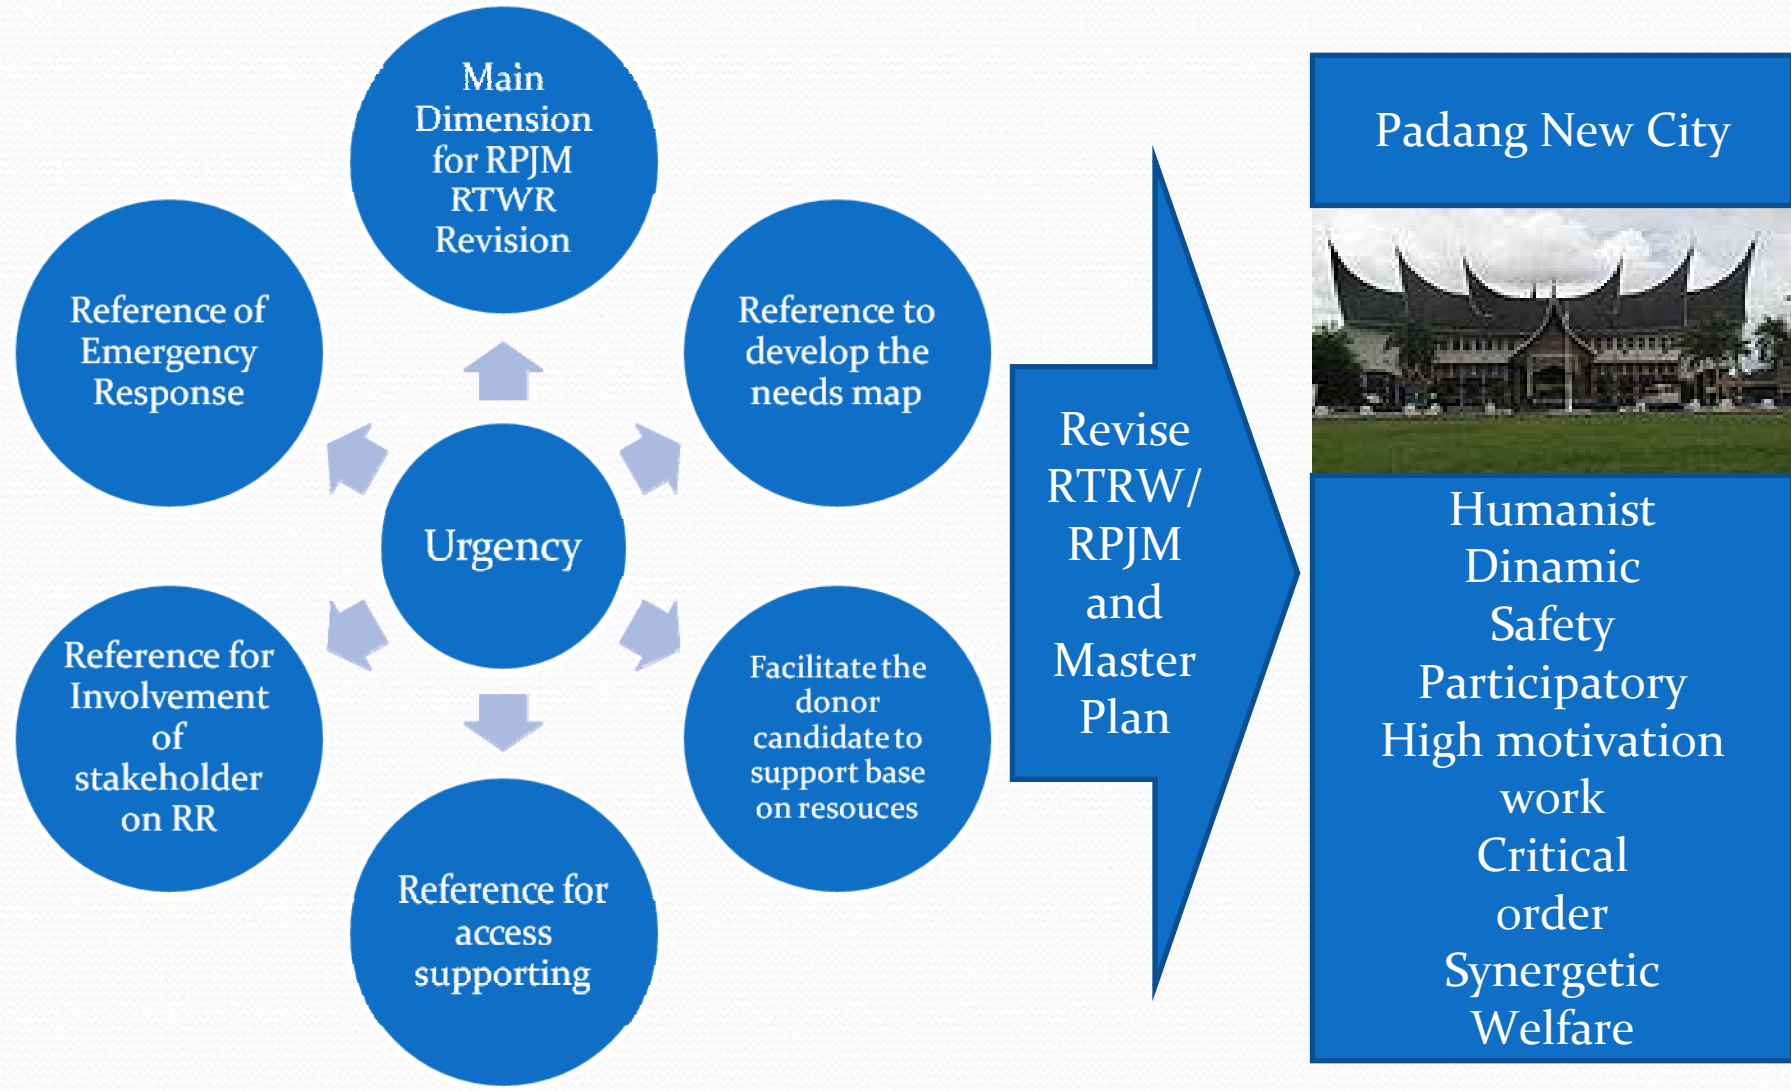 Main
Dimension
for RPJM
RTWR
Revision
Reference to
develop the
needs map
Facilitate the
donor
candidate to
support base
on resouces
Reference for
access
supporting
Reference for
Involvement
of
stakeholder
on RR
Reference of
Emergency
Response
Urgency
Revise
RTRW/
RPJM
and
Master
Plan
Padang New City
Humanist
Dinamic
Safety
Participatory
High motivation
work
Critical
order
Synergetic
Welfare